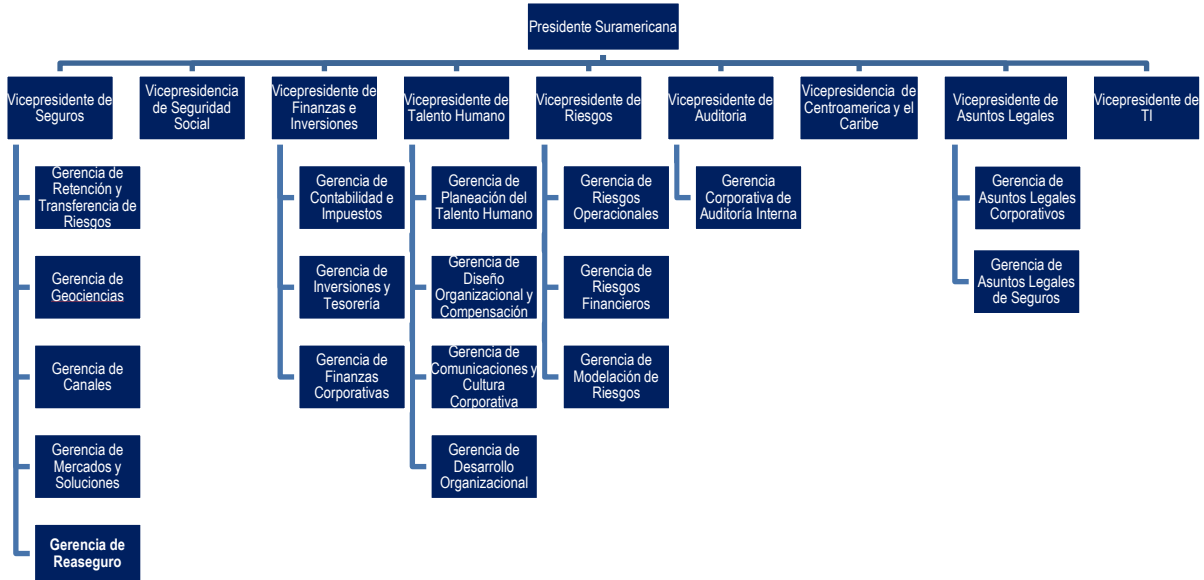 Presidente Suramericana
Vicepresidente de
Seguros
Vicepresidencia
de Seguridad
Social
Vicepresidente de
Finanzas e
Inversiones
Vicepresidente de
Talento Humano
Vicepresidente de
Riesgos
Vicepresidente de
Auditoria
Vicepresidencia de
Centroamerica y el
Caribe
Vicepresidente de
Asuntos Legales
Vicepresidente de
TI
Gerencia de
Retención y
Transferencia de
Riesgos
Gerencia de
Geociencias
Gerencia de
Canales
Gerencia de
Mercados y
Soluciones
Gerencia de
Reaseguro
Gerencia de
Contabilidad e
Impuestos
Gerencia de
Inversiones y
Tesorería
Gerencia de
Finanzas
Corporativas
Gerencia de
Planeación del
Talento Humano
Gerencia de
Diseño
Organizacional y
Compensación
Gerencia de
Comunicaciones y
Cultura
Corporativa
Gerencia de
Desarrollo
Organizacional
Gerencia de
Riesgos
Operacionales
Gerencia de
Riesgos
Financieros
Gerencia de
Modelación de
Riesgos
Gerencia
Corporativa de
Auditoría Interna
Gerencia de
Asuntos Legales
Corporativos
Gerencia de
Asuntos Legales
de Seguros